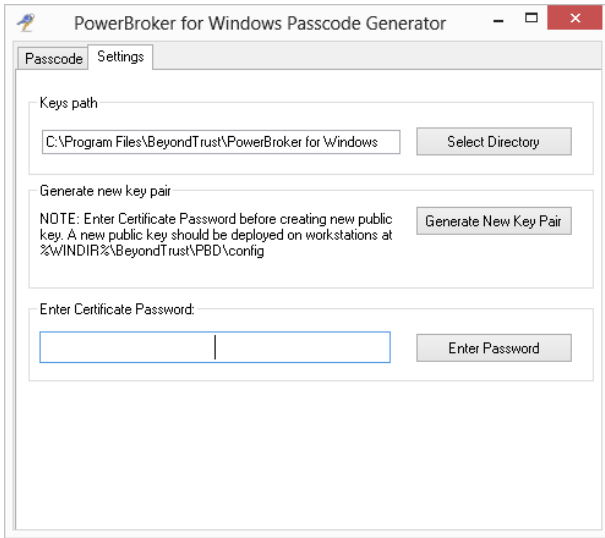 PowerBroker for Windows Passcode Generator
Passcode Settings
Keys path
C:\Program Files\BeyondTrust\PowerBroker for Windows
Select Directory
Generate new key pair
NOTE: Enter Certificate Password before creating new public
key. A new public key should be deployed on workstations at
%WINDIR%\BeyondTrust\PBD\config
Generate New Key Pair
Enter Certificate Password:
Enter Password